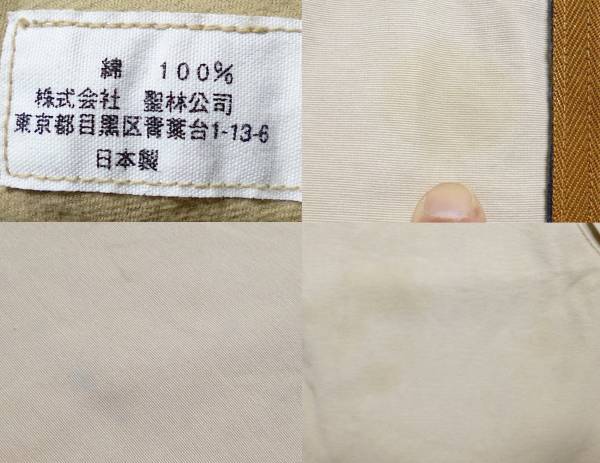 綿 100%
株式会社 聖林公司
東京都目黒区青葉台1-13-6
日本製